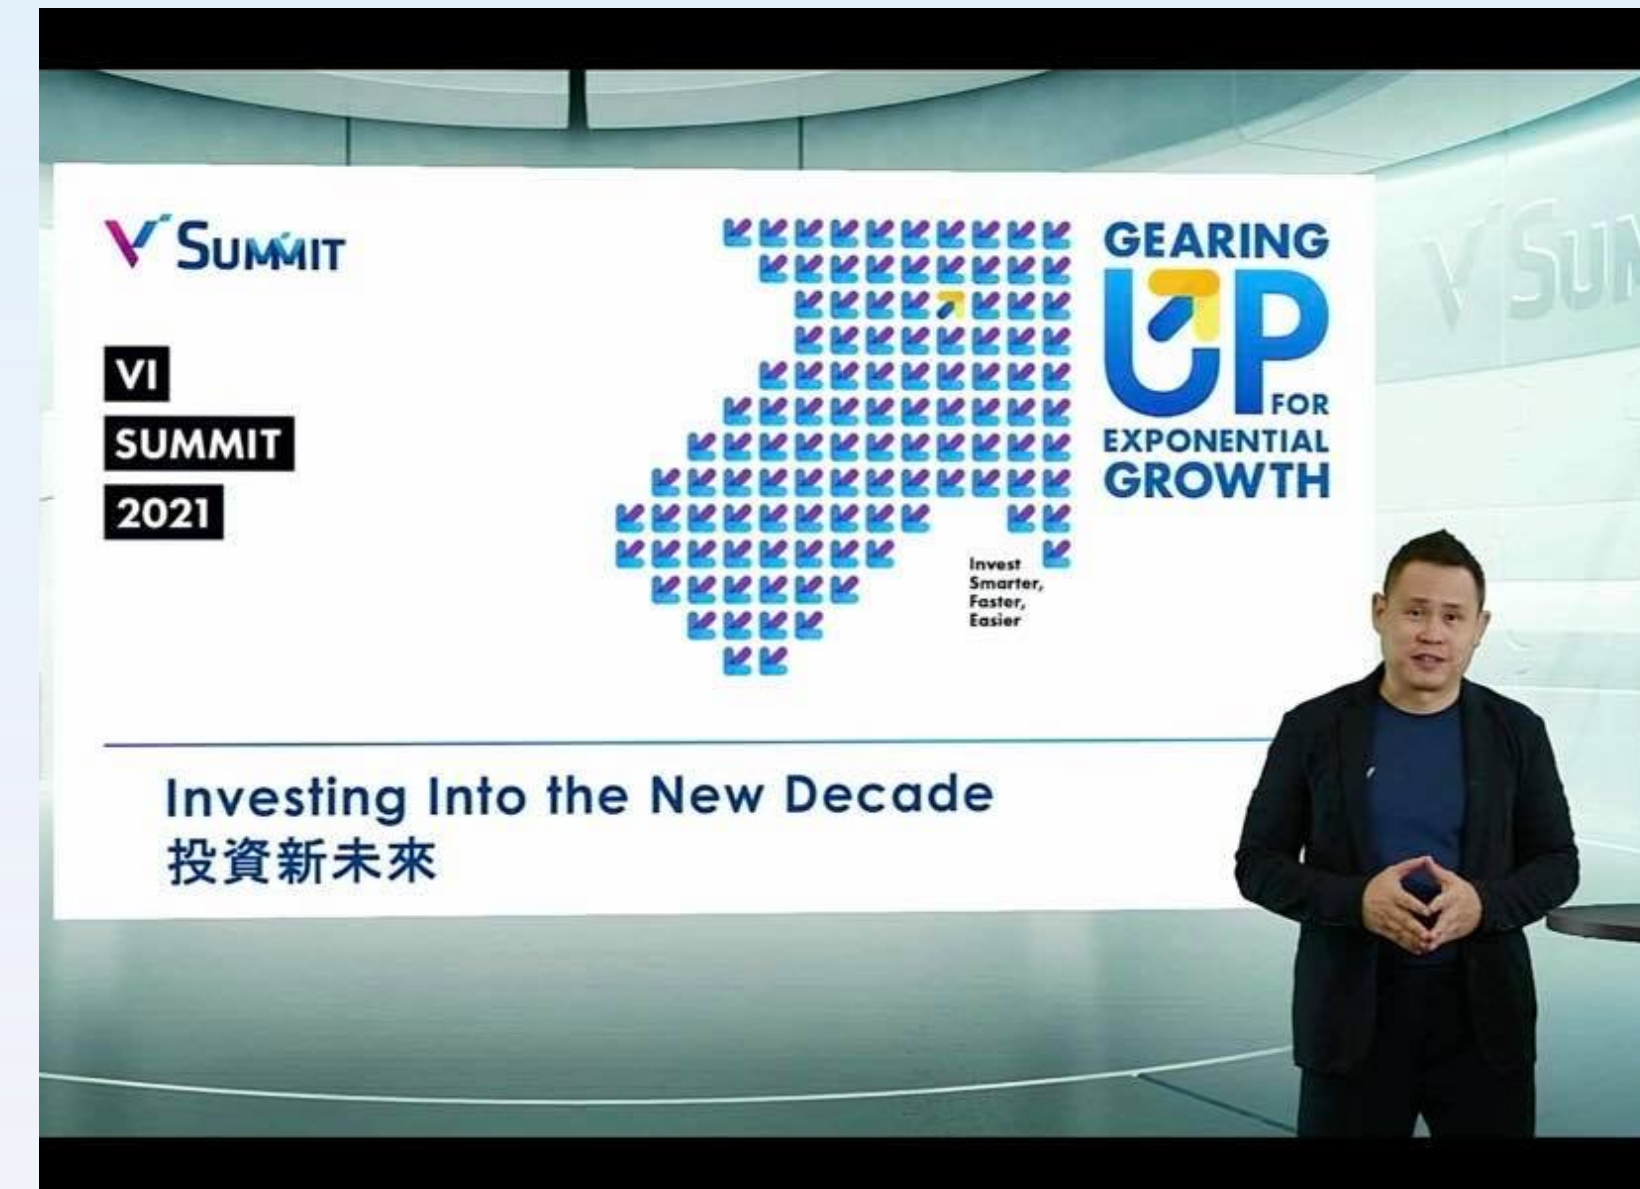 V SUMMIT
VI
SUMMIT
2021
GEARING
UP
FOR
EXPONENTIAL
GROWTH
Invest
Smarter,
Faster,
Easier
Investing Into the New Decade
投資新未來
V SUM